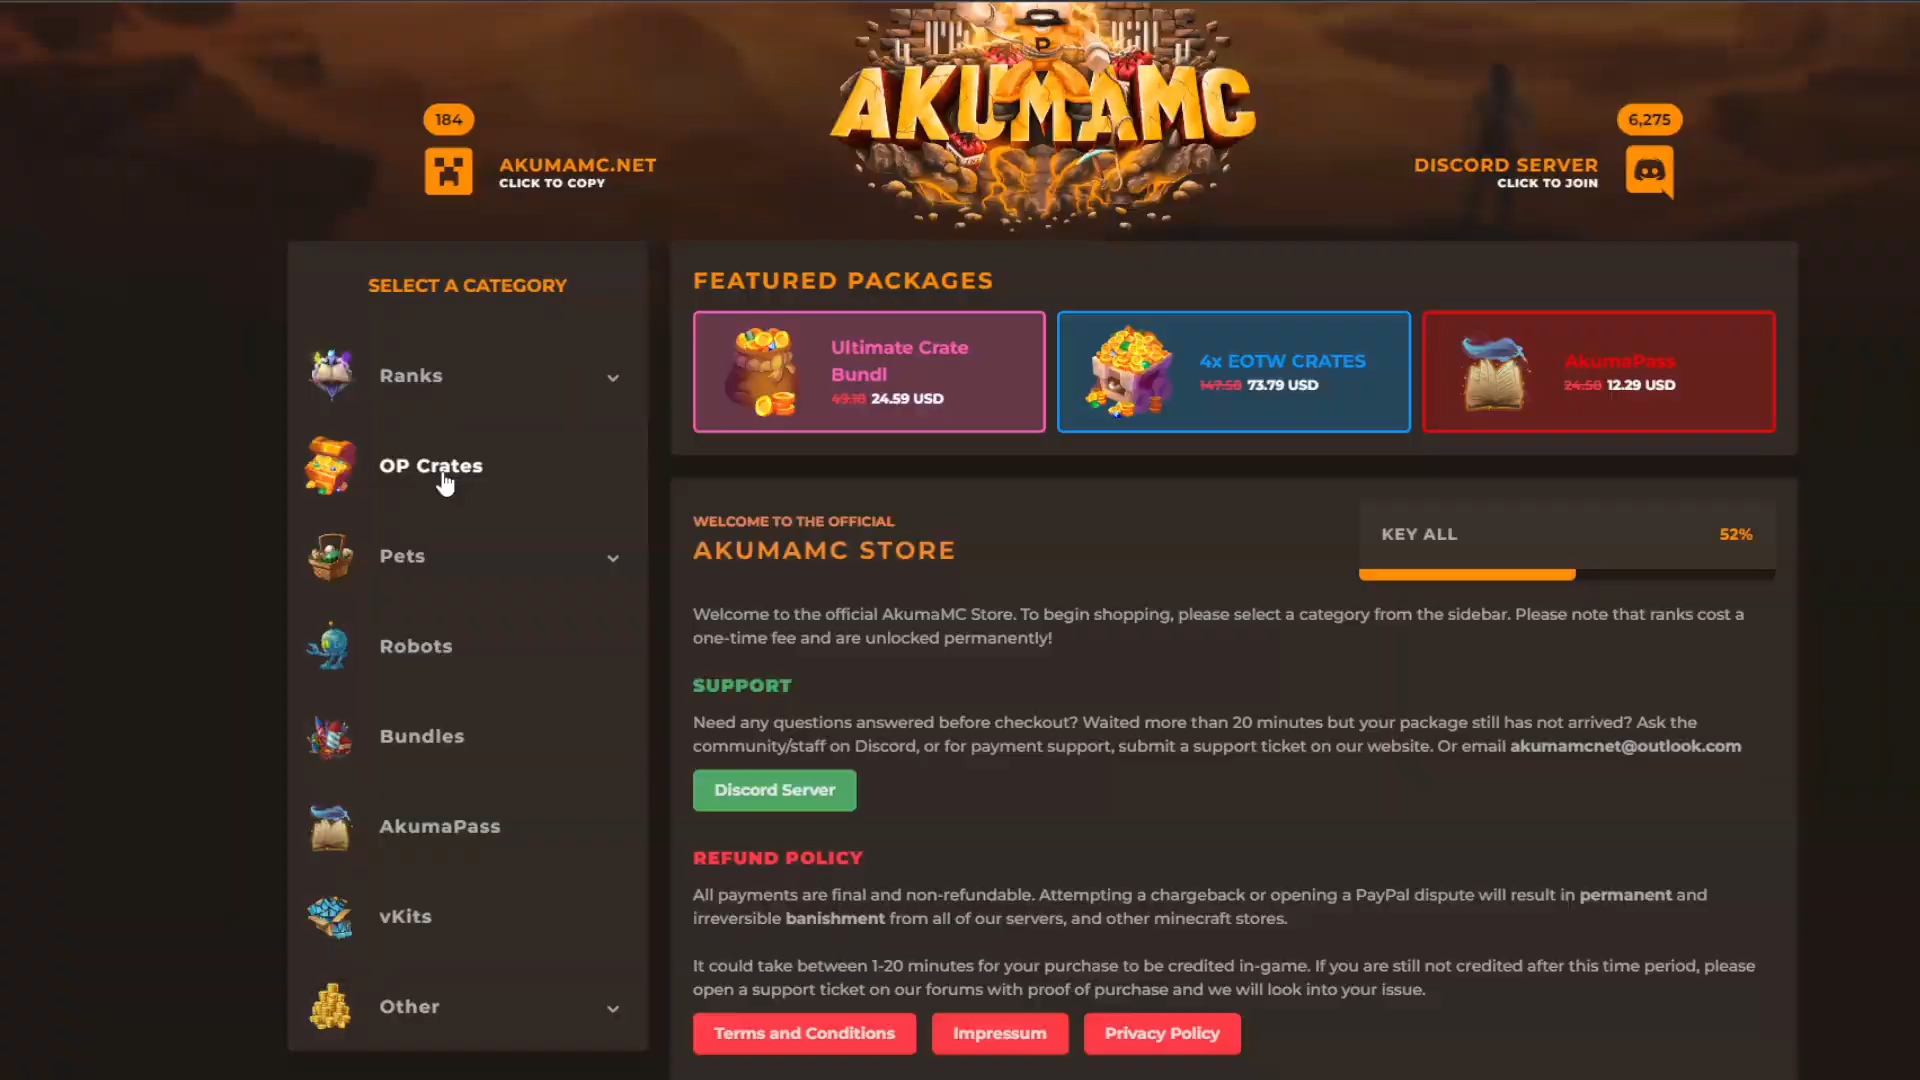 P
AKUMAMC
184
AKUMAMC.NET
CLICK TO COPY
6,275
DISCORD SERVER
CLICK TO JOIN
SELECT A CATEGORY
Ranks
OP Crates
Pets
Robots
Bundles
AkumaPass
vKits
Other
FEATURED PACKAGES
Ultimate Crate
Bundl
49.18 24.59 USD
4x EOTW CRATES
147.58 73.79 USD
AkumaPass
24.58 12.29 USD
WELCOME TO THE OFFICIAL
AKUMAMC STORE
KEY ALL
52%
Welcome to the official AkumaMC Store. To begin shopping, please select a category from the sidebar. Please note that ranks cost a
one-time fee and are unlocked permanently!
SUPPORT
Need any questions answered before checkout? Waited more than 20 minutes but your package still has not arrived? Ask the
community/staff on Discord, or for payment support, submit a support ticket on our website. Or email akumamcnet@outlook.com
Discord Server
REFUND POLICY
All payments are final and non-refundable. Attempting a chargeback or opening a PayPal dispute will result in permanent and
irreversible banishment from all of our servers, and other minecraft stores.
It could take between 1-20 minutes for your purchase to be credited in-game. If you are still not credited after this time period, please
open a support ticket on our forums with proof of purchase and we will look into your issue.
Terms and Conditions
Impressum
Privacy Policy